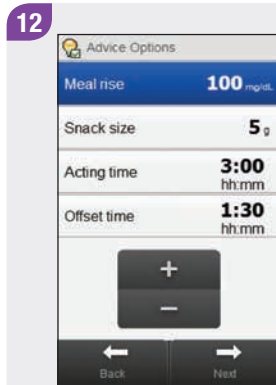 12
Advice Options
Meal rise 100 mg/dL
Snack size 5 g
Acting time 3:00
hh:mm
Offset time 1:30
hh:mm
+
−
Back Next